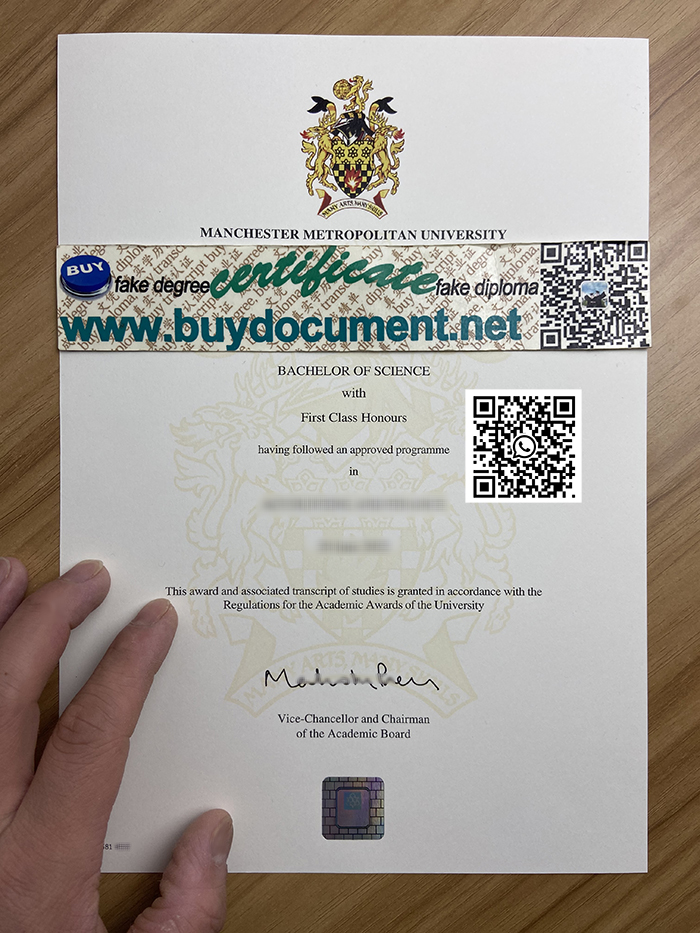 MANY ARTS, MANY SKILLS
MANCHESTER METROPOLITAN UNIVERSITY
BUY fake degree certificate fake diploma
www.buydocument.net
BACHELOR OF SCIENCE
with
First Class Honours
having followed an approved programme
in
This award and associated transcript of studies is granted in accordance with the
Regulations for the Academic Awards of the University
Vice-Chancellor and Chairman
of the Academic Board